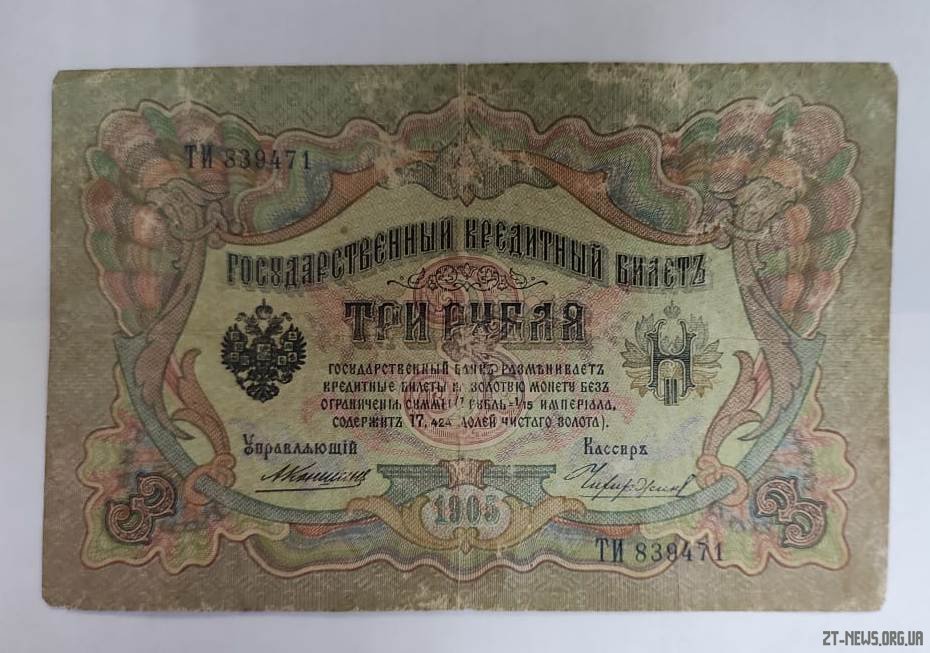 ТИ 839471
ГОСУДАРСТВЕННЫЙ КРЕДИТНЫЙ БИЛЕТЪ
ТРИ РУБЛЯ
Н
ГОСУДАРСТВЕННЫЙ БАНКЪ РАЗМѢНИВАЕТЪ
КРЕДИТНЫЕ БИЛЕТЫ НА ЗОЛОТУЮ МОНЕТУ БЕЗЪ
ОГРАНИЧЕНІЯ СУММЫ (1 РУБЛЬ=1/15 ИМПЕРІАЛА,
СОДЕРЖИТЪ 17,424 ДОЛЕЙ ЧИСТАГО ЗОЛОТА).
Управляющій Кассиръ
3 1905 3
ТИ 839471
ZT-NEWS.ORG.UA